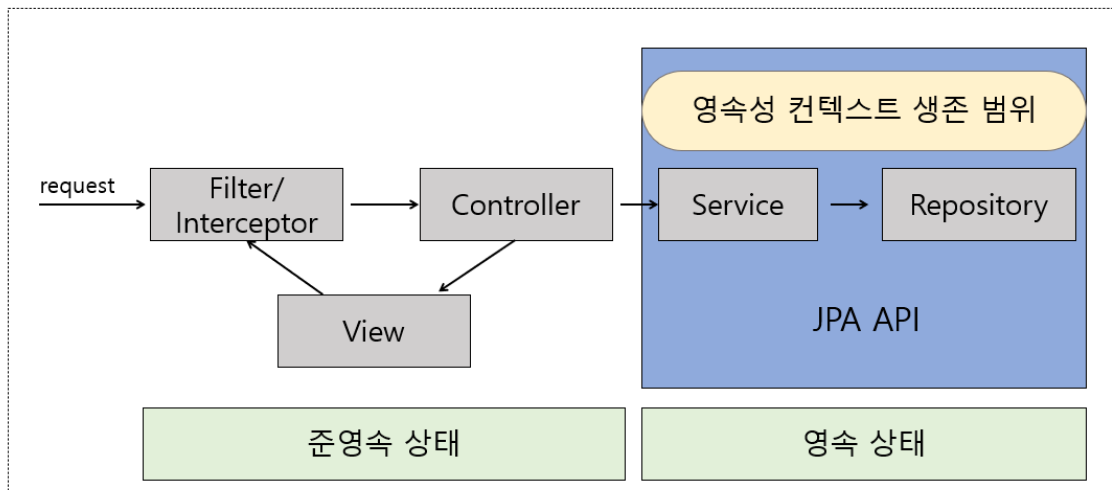 영속성 컨텍스트 생존 범위
request
Filter/
Interceptor
Controller
Service
Repository
View
JPA API
준영속 상태
영속 상태